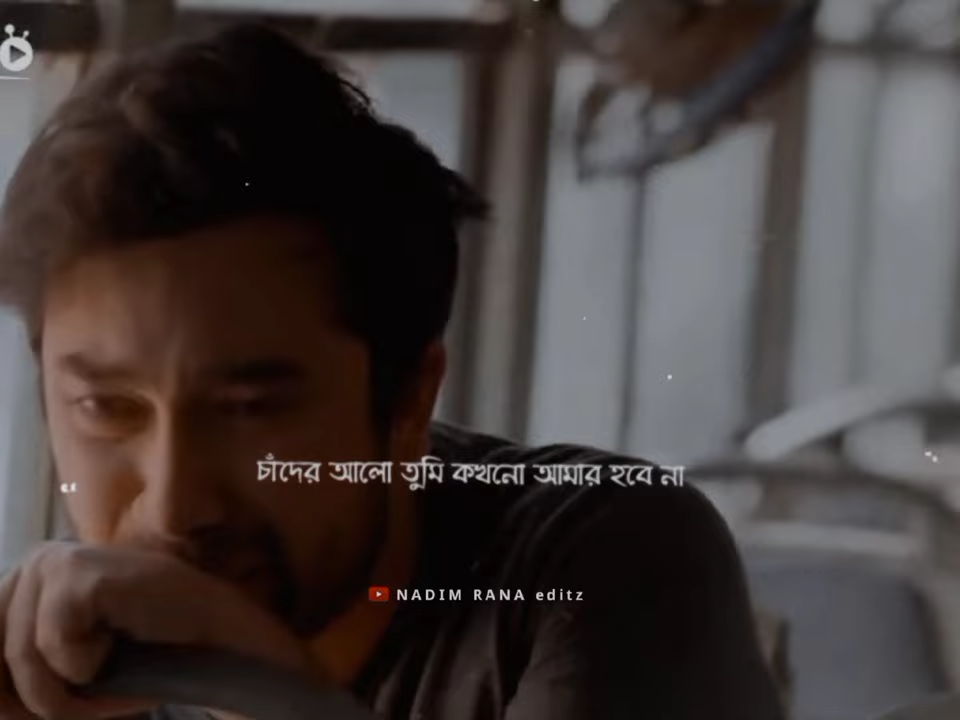 চাঁদের আলো তুমি কখনো আমার হবে না
NADIM RANA editz